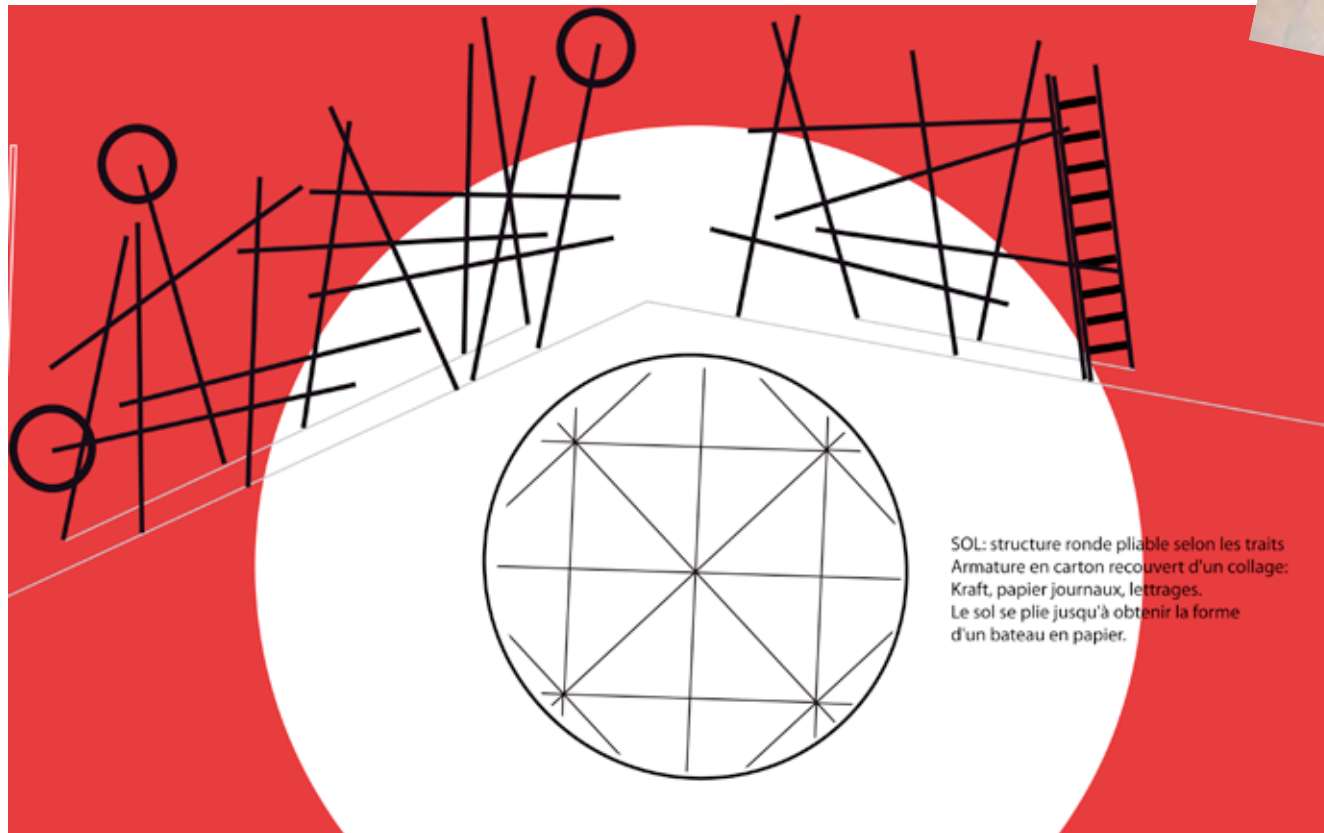 SOL: structure ronde pliable selon les traits
Armature en carton recouvert d'un collage:
Kraft, papier journaux, lettrages.
Le sol se plie jusqu'à obtenir la forme
d'un bateau en papier.